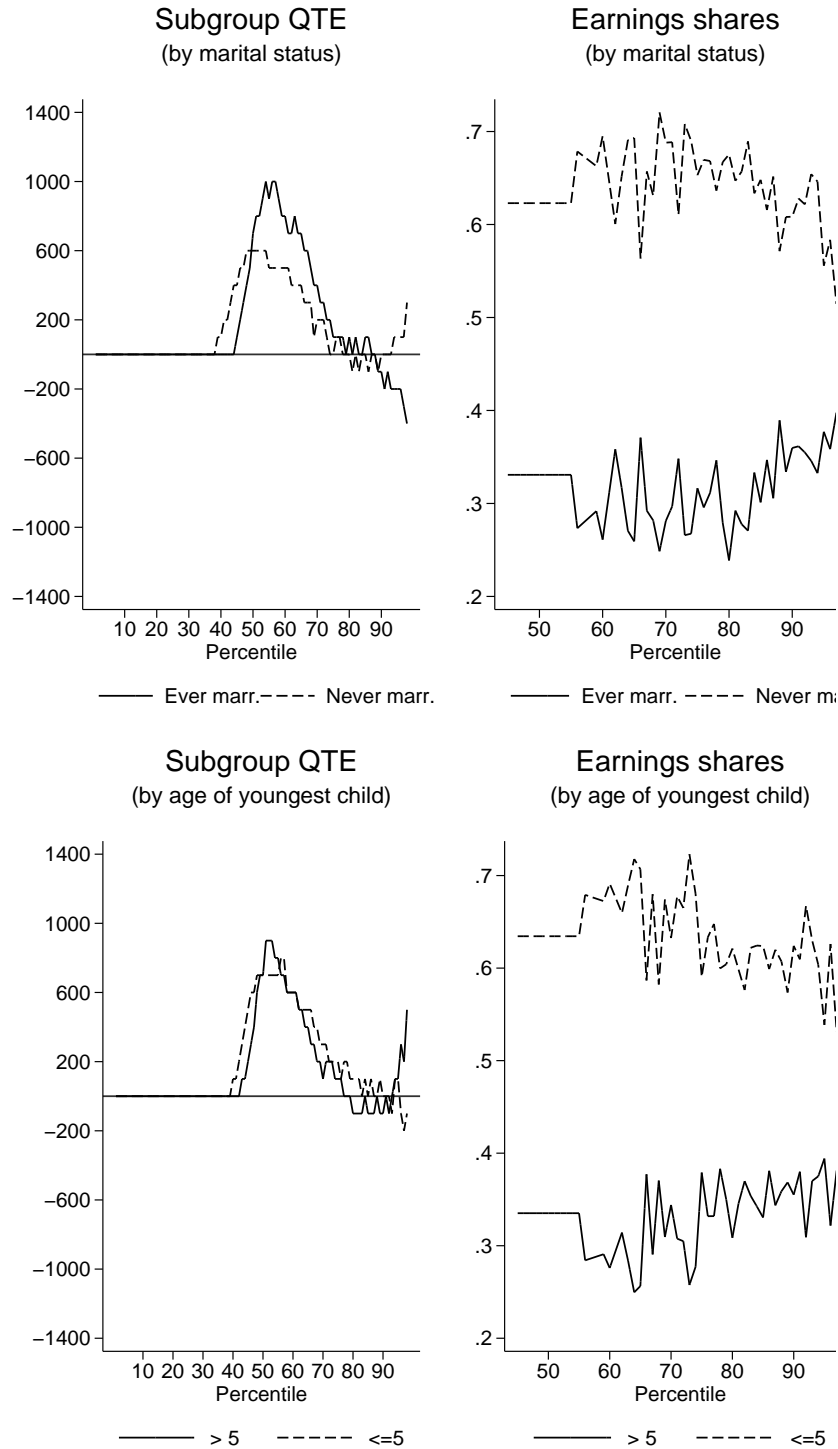 Subgroup QTE
(by marital status)
1400
1000
600
200
−200
−600
−1000
−1400
10 20 30 40 50 60 70 80 90
Percentile
Ever marr. Never marr.
Earnings shares
(by marital status)
.7
.6
.5
.4
.3
.2
50 60 70 80 90
Percentile
Ever marr. Never ma
Subgroup QTE
(by age of youngest child)
1400
1000
600
200
−200
−600
−1000
−1400
10 20 30 40 50 60 70 80 90
Percentile
> 5 <=5
Earnings shares
(by age of youngest child)
.7
.6
.5
.4
.3
.2
50 60 70 80 90
Percentile
> 5 <=5